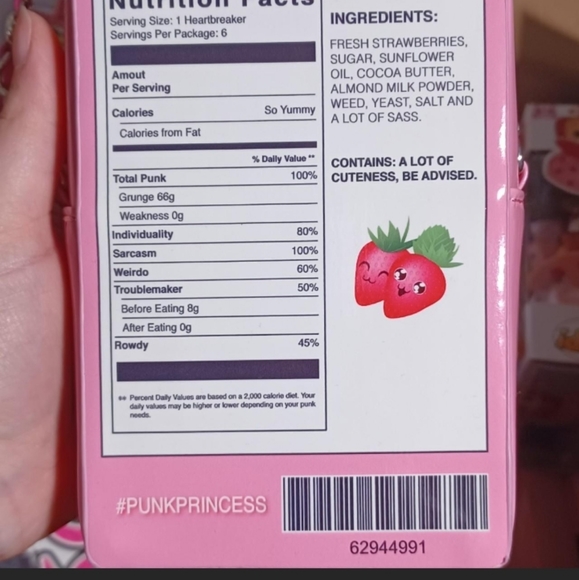 Nutrition Facts
Serving Size: 1 Heartbreaker
Servings Per Package: 6
Amout
Per Serving
Calories So Yummy
Calories from Fat
% Daily Value **
Total Punk 100%
Grunge 66g
Weakness 0g
Individuality 80%
Sarcasm 100%
Weirdo 60%
Troublemaker 50%
Before Eating 8g
After Eating 0g
Rowdy 45%
** Percent Daily Values are based on a 2,000 calorie diet. Your
daily values may be higher or lower depending on your punk
needs.
INGREDIENTS:
FRESH STRAWBERRIES,
SUGAR, SUNFLOWER
OIL, COCOA BUTTER,
ALMOND MILK POWDER,
WEED, YEAST, SALT AND
A LOT OF SASS.
CONTAINS: A LOT OF
CUTENESS, BE ADVISED.
#PUNKPRINCESS
62944991